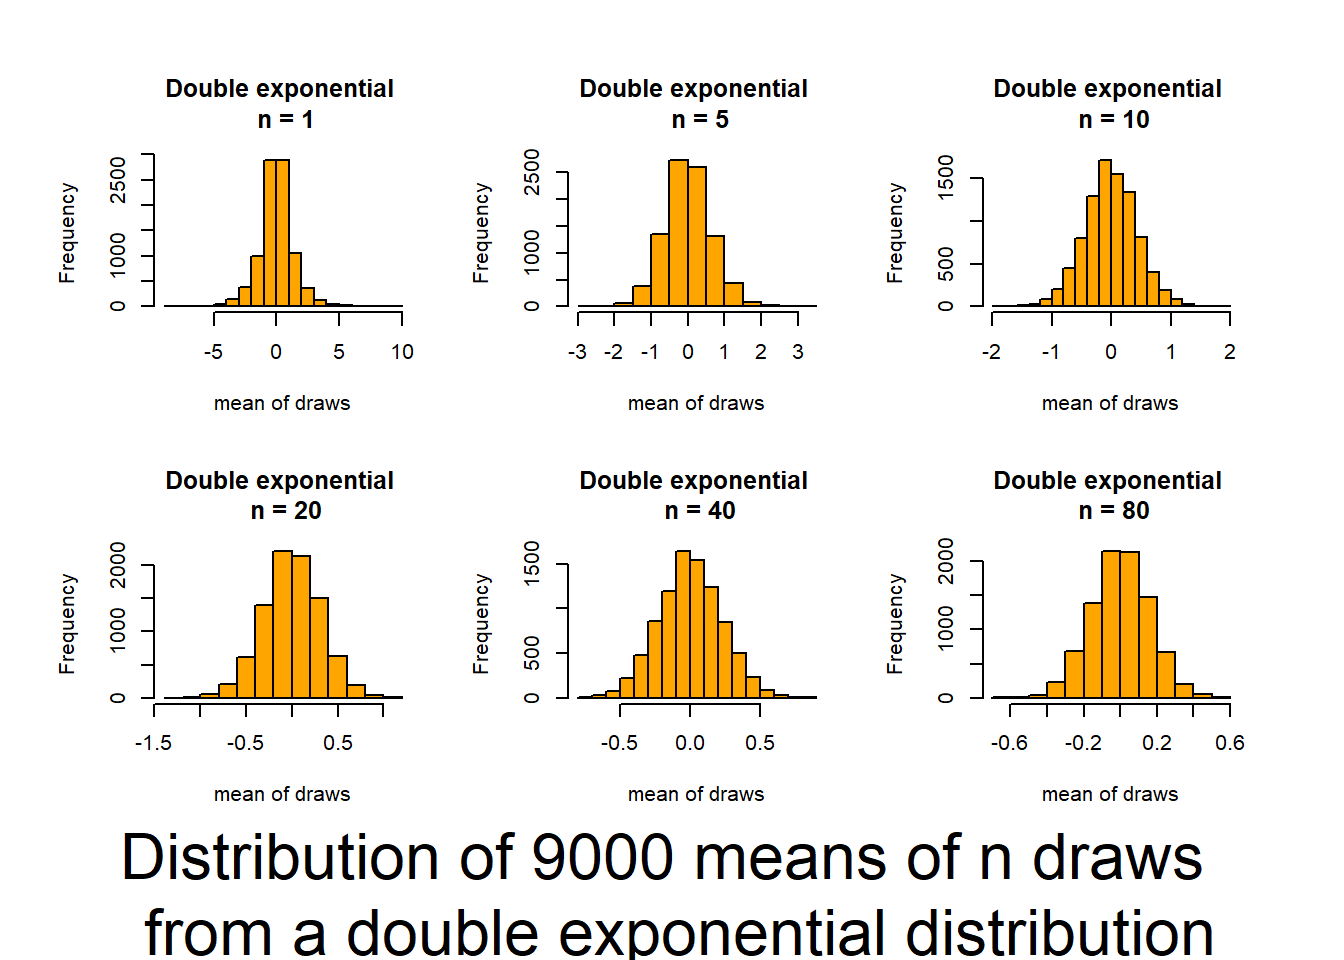 Double exponential
n = 1
Frequency
0 1000 2500
-5 0 5 10
mean of draws
Double exponential
n = 5
Frequency
0 1000 2500
-3 -2 -1 0 1 2 3
mean of draws
Double exponential
n = 10
Frequency
0 500 1500
-2 -1 0 1 2
mean of draws
Double exponential
n = 20
Frequency
0 1000 2000
-1.5 -0.5 0.5
mean of draws
Double exponential
n = 40
Frequency
0 500 1500
-0.5 0.0 0.5
mean of draws
Double exponential
n = 80
Frequency
0 1000 2000
-0.6 -0.2 0.2 0.6
mean of draws
Distribution of 9000 means of n draws
from a double exponential distribution